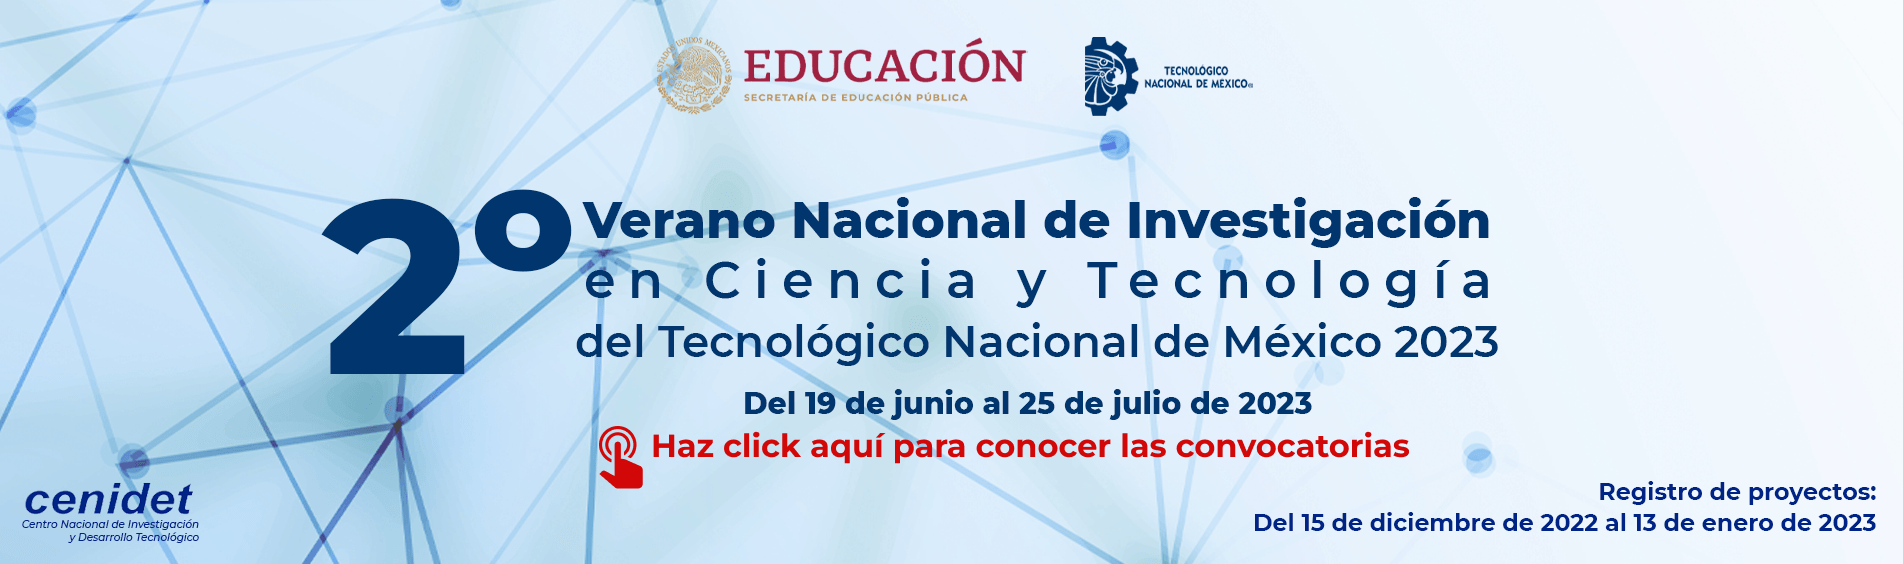 ESTADOS UNIDOS MEXICANOS
EDUCACIÓN
SECRETARÍA DE EDUCACIÓN PÚBLICA
TECNOLÓGICO
NACIONAL DE MÉXICO
2º
Verano Nacional de Investigación
en Ciencia y Tecnología
del Tecnológico Nacional de México 2023
Del 19 de junio al 25 de julio de 2023
Haz click aquí para conocer las convocatorias
cenidet
Centro Nacional de Investigación
y Desarrollo Tecnológico
Registro de proyectos:
Del 15 de diciembre de 2022 al 13 de enero de 2023